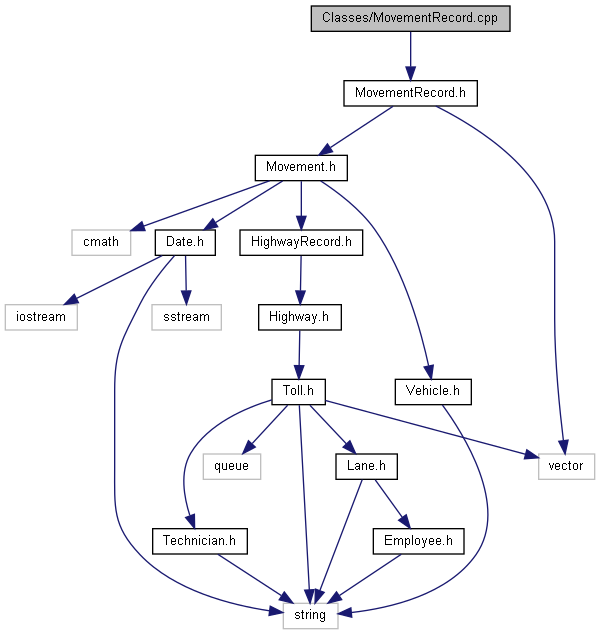 Classes/MovementRecord.cpp
MovementRecord.h
Movement.h
cmath
Date.h
HighwayRecord.h
iostream
sstream
Highway.h
Toll.h
Vehicle.h
queue
Lane.h
vector
Technician.h
Employee.h
string